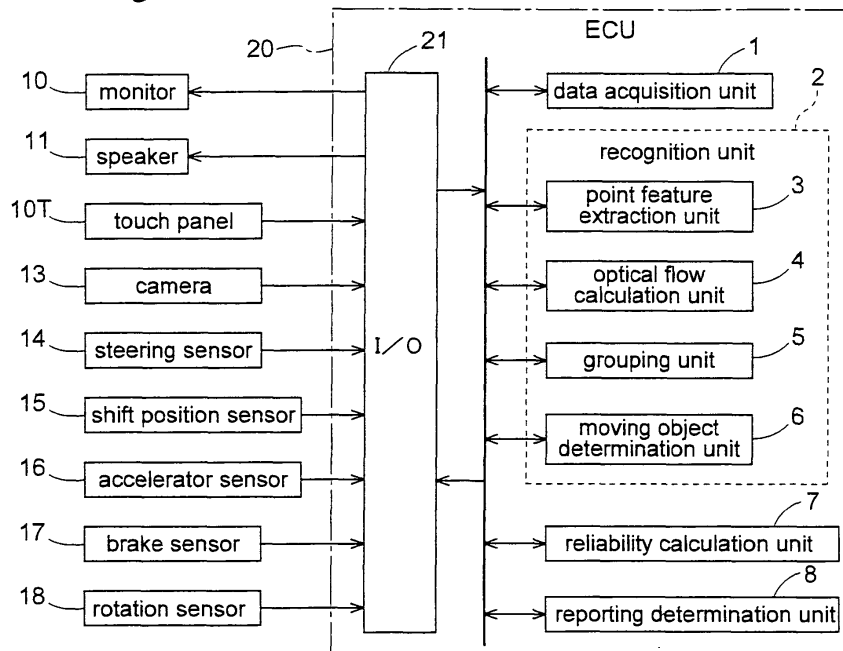 20
21
ECU
1
2
10
monitor
data acquisition unit
11
speaker
recognition unit
10T
touch panel
point feature
extraction unit
3
13
camera
optical flow
calculation unit
4
14
steering sensor
I/O
grouping unit
5
15
shift position sensor
moving object
determination unit
6
16
accelerator sensor
17
brake sensor
reliability calculation unit
7
18
rotation sensor
reporting determination unit
8